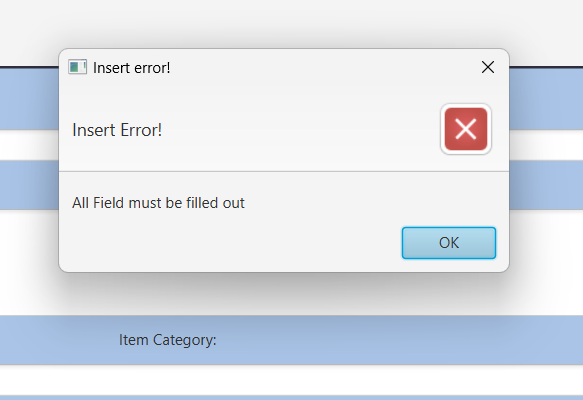 Insert error!
Insert Error!
All Field must be filled out
OK
Item Category: